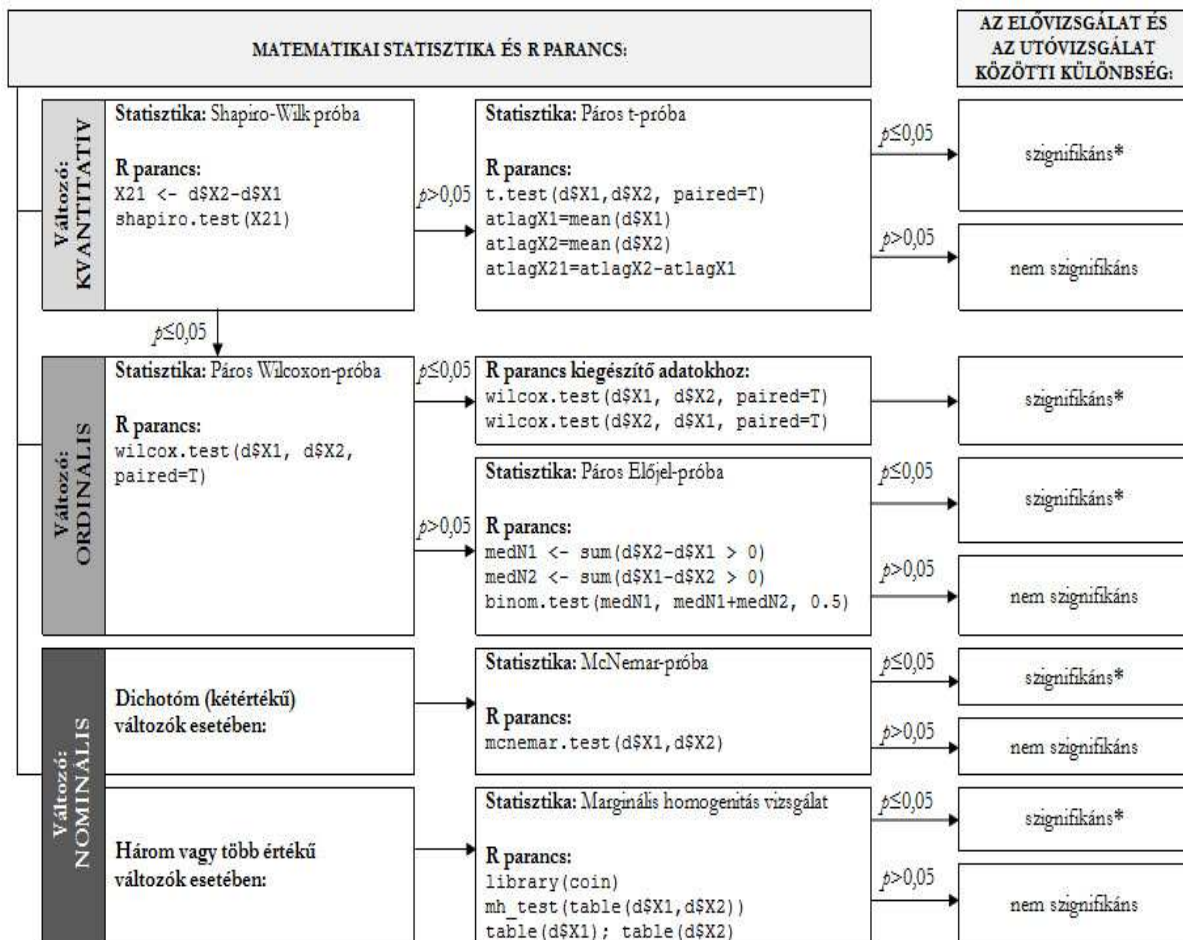 MATEMATIKAI STATISZTIKA ÉS R PARANCS:
AZ ELŐVIZSGÁLAT ÉS
AZ UTÓVIZSGÁLAT
KÖZÖTTI KÜLÖNBSÉG:
Változó:
KVANTITATÍV
Statisztika: Shapiro-Wilk próba
R parancs:
X21 <- d$X2-d$X1
shapiro.test(X21)
p>0,05
Statisztika: Páros t-próba
R parancs:
t.test(d$X1,d$X2, paired=T)
atlagX1=mean(d$X1)
atlagX2=mean(d$X2)
atlagX21=atlagX2-atlagX1
p≤0,05
szignifikáns*
p>0,05
nem szignifikáns
p≤0,05
Változó:
ORDINÁLIS
Statisztika: Páros Wilcoxon-próba
R parancs:
wilcox.test(d$X1, d$X2,
paired=T)
p≤0,05
R parancs kiegészítő adatokhoz:
wilcox.test(d$X1, d$X2, paired=T)
wilcox.test(d$X2, d$X1, paired=T)
szignifikáns*
p>0,05
Statisztika: Páros Előjel-próba
R parancs:
medN1 <- sum(d$X2-d$X1 > 0)
medN2 <- sum(d$X1-d$X2 > 0)
binom.test(medN1, medN1+medN2, 0.5)
p≤0,05
szignifikáns*
p>0,05
nem szignifikáns
Változó:
NOMINÁLIS
Dichotóm (kétértékű)
változók esetében:
Statisztika: McNemar-próba
R parancs:
mcnemar.test(d$X1,d$X2)
p≤0,05
szignifikáns*
p>0,05
nem szignifikáns
Három vagy több értékű
változók esetében:
Statisztika: Marginális homogenitás vizsgálat
R parancs:
library(coin)
mh_test(table(d$X1,d$X2))
table(d$X1); table(d$X2)
p≤0,05
szignifikáns*
p>0,05
nem szignifikáns